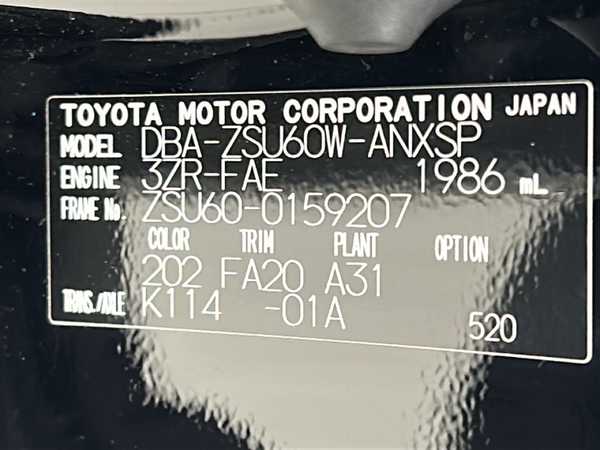 TOYOTA MOTOR CORPORATION JAPAN
MODEL DBA-ZSU60W-ANXSP
ENGINE 3ZR-FAE 1986 mL
FRAME No. ZSU60-0159207
COLOR TRIM PLANT OPTION
202 FA20 A31
TRANS./AXLE K114 -01A
520